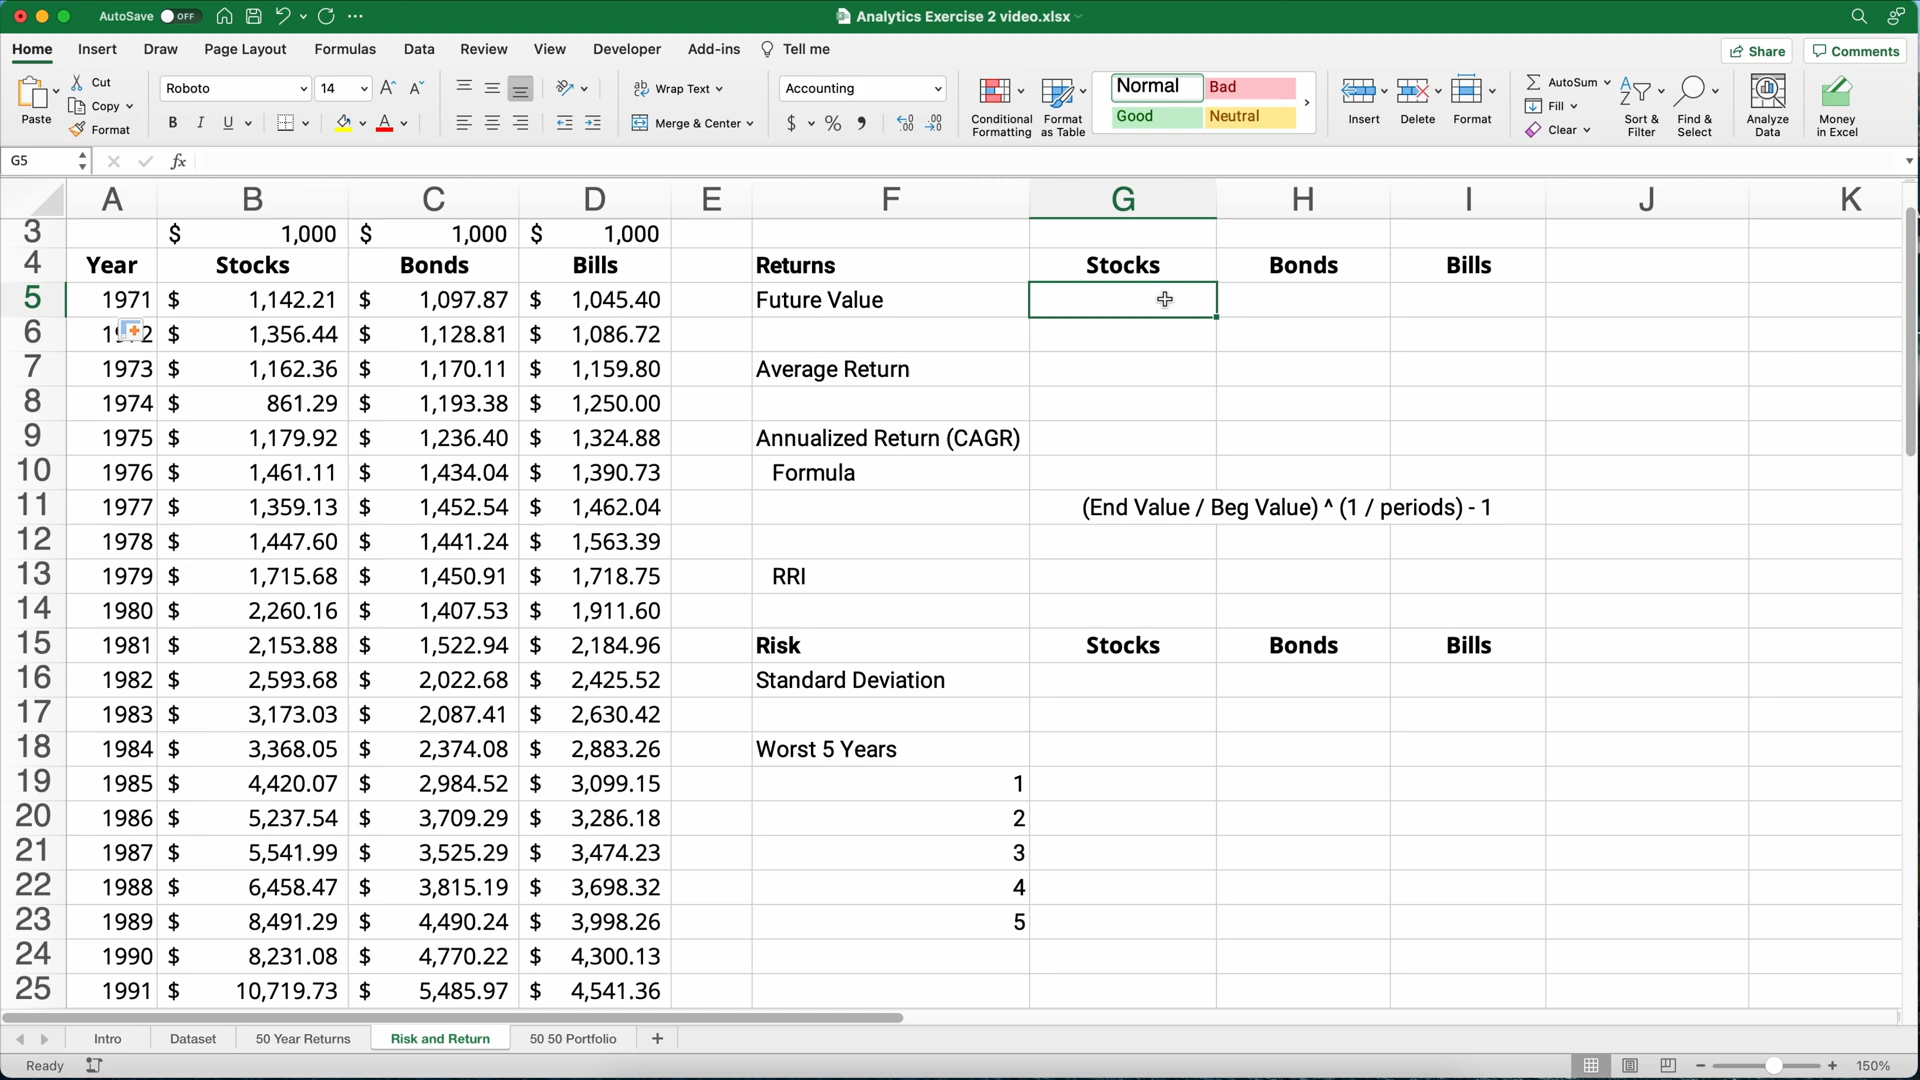 AutoSave OFF Analytics Exercise 2 video.xlsx
Home Insert Draw Page Layout Formulas Data Review View Developer Add-ins Tell me Share Comments
Paste Cut Copy Format
Roboto 14 B I U
Wrap Text Merge & Center
Accounting $ % ,
Conditional Formatting Format as Table
Normal Bad Good Neutral
Insert Delete Format
AutoSum Fill Clear
Sort & Filter Find & Select Analyze Data Money in Excel
G5 fx
A B C D E F G H I J K
3 $ 1,000 $ 1,000 $ 1,000
4 Year Stocks Bonds Bills Returns Stocks Bonds Bills
5 1971 $ 1,142.21 $ 1,097.87 $ 1,045.40 Future Value
6 $ 1,356.44 $ 1,128.81 $ 1,086.72
7 1973 $ 1,162.36 $ 1,170.11 $ 1,159.80 Average Return
8 1974 $ 861.29 $ 1,193.38 $ 1,250.00
9 1975 $ 1,179.92 $ 1,236.40 $ 1,324.88 Annualized Return (CAGR)
10 1976 $ 1,461.11 $ 1,434.04 $ 1,390.73 Formula
11 1977 $ 1,359.13 $ 1,452.54 $ 1,462.04 (End Value / Beg Value) ^ (1 / periods) - 1
12 1978 $ 1,447.60 $ 1,441.24 $ 1,563.39
13 1979 $ 1,715.68 $ 1,450.91 $ 1,718.75 RRI
14 1980 $ 2,260.16 $ 1,407.53 $ 1,911.60
15 1981 $ 2,153.88 $ 1,522.94 $ 2,184.96 Risk Stocks Bonds Bills
16 1982 $ 2,593.68 $ 2,022.68 $ 2,425.52 Standard Deviation
17 1983 $ 3,173.03 $ 2,087.41 $ 2,630.42
18 1984 $ 3,368.05 $ 2,374.08 $ 2,883.26 Worst 5 Years
19 1985 $ 4,420.07 $ 2,984.52 $ 3,099.15 1
20 1986 $ 5,237.54 $ 3,709.29 $ 3,286.18 2
21 1987 $ 5,541.99 $ 3,525.29 $ 3,474.23 3
22 1988 $ 6,458.47 $ 3,815.19 $ 3,698.32 4
23 1989 $ 8,491.29 $ 4,490.24 $ 3,998.26 5
24 1990 $ 8,231.08 $ 4,770.22 $ 4,300.13
25 1991 $ 10,719.73 $ 5,485.97 $ 4,541.36
Intro Dataset 50 Year Returns Risk and Return 50 50 Portfolio +
Ready 150%